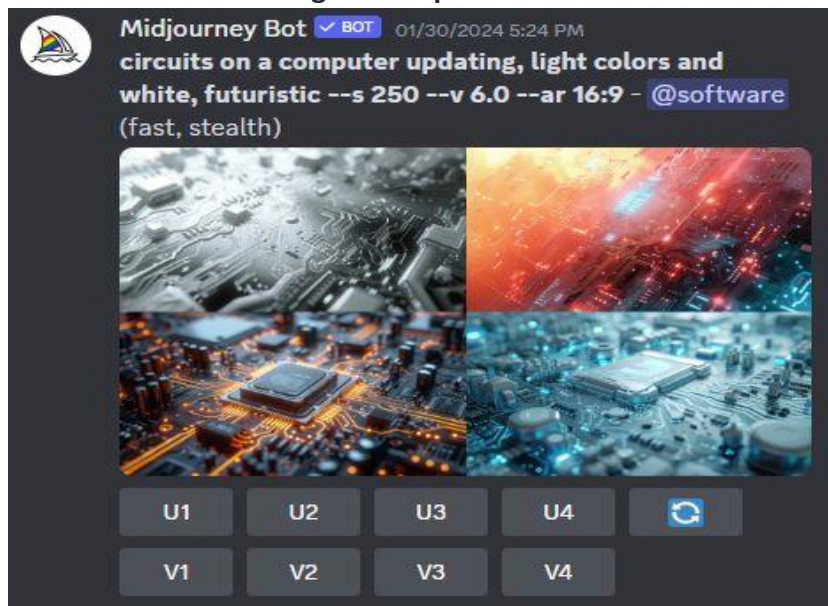 Midjourney Bot ✓ BOT 01/30/2024 5:24 PM
circuits on a computer updating, light colors and
white, futuristic --s 250 --v 6.0 --ar 16:9 - @software
(fast, stealth)
U1 U2 U3 U4
V1 V2 V3 V4